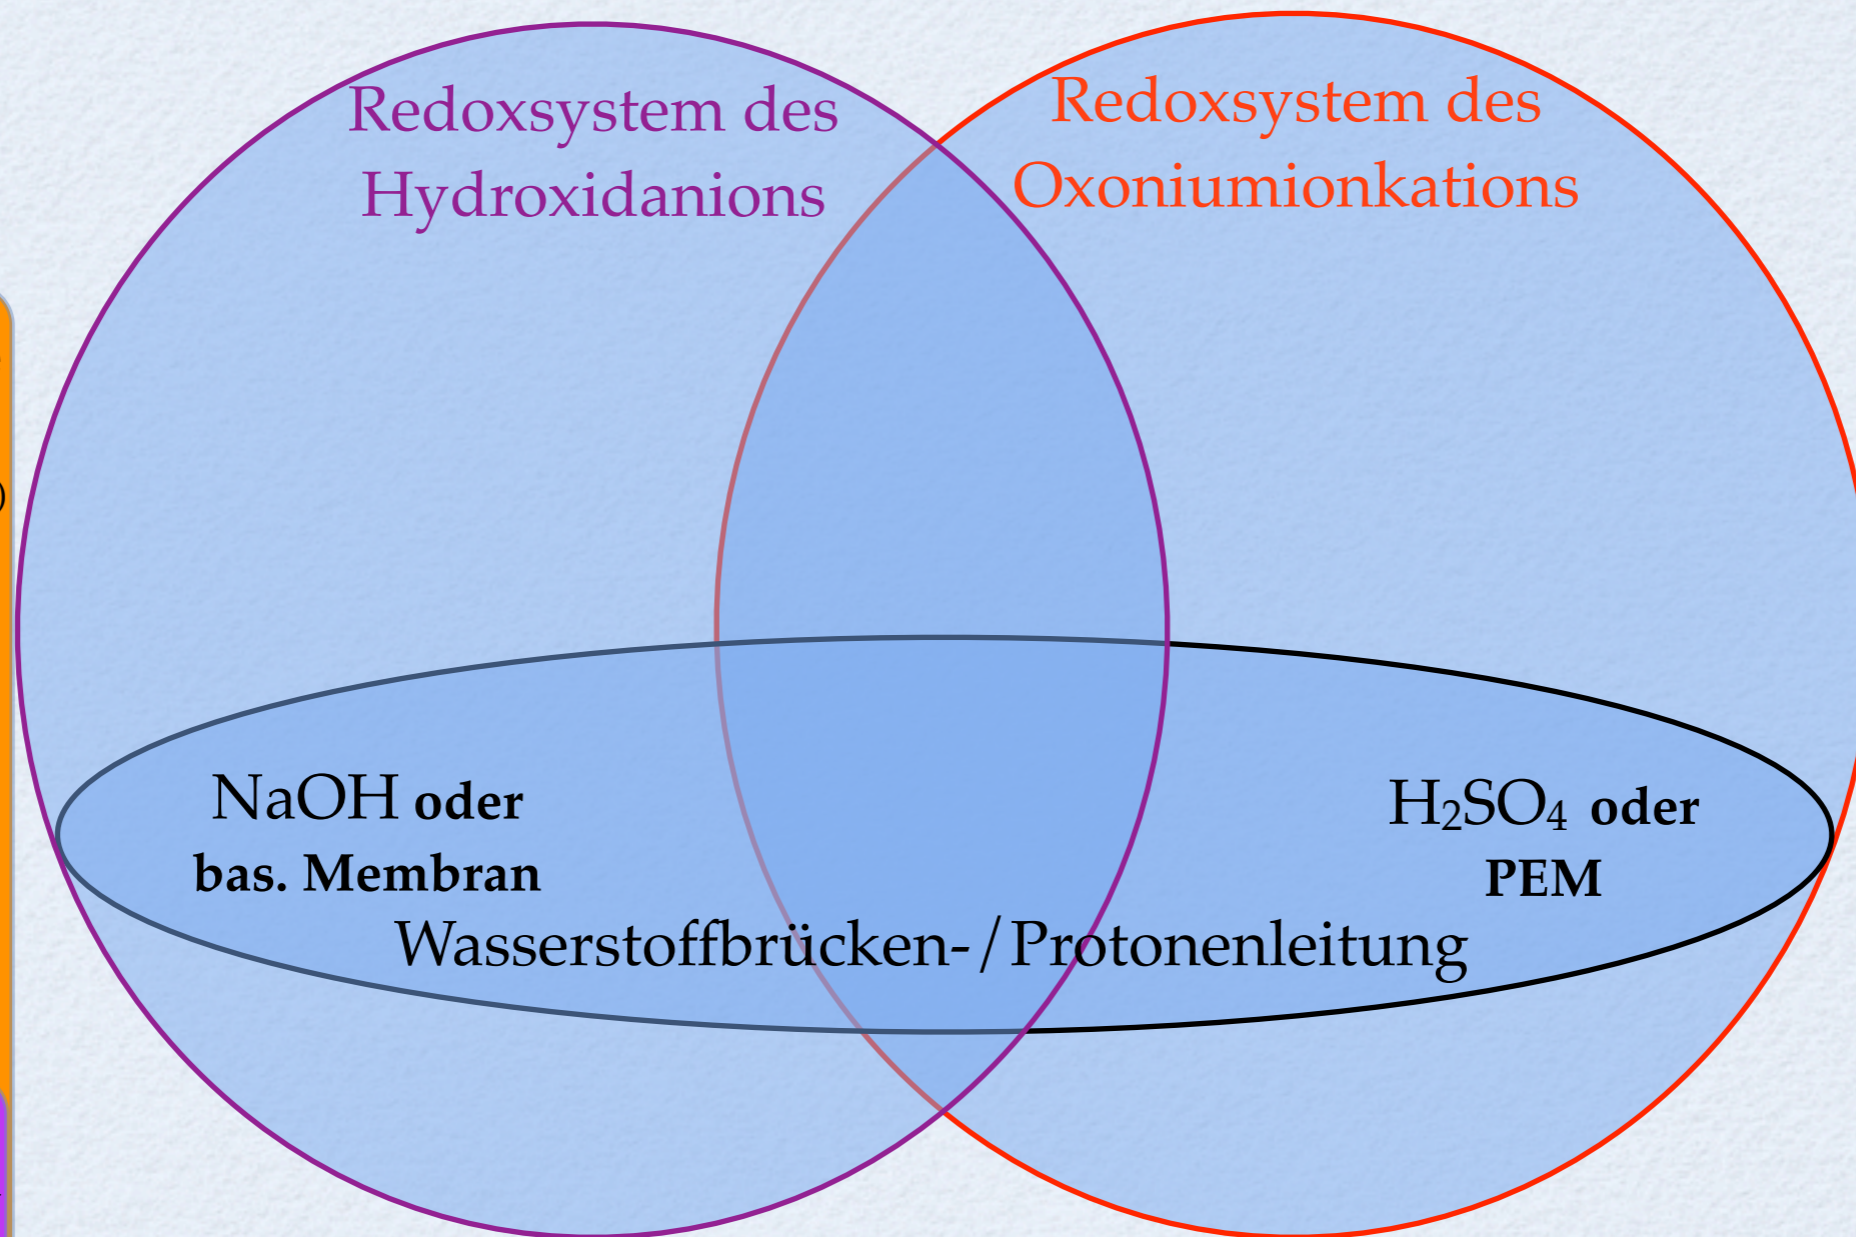 Redoxsystem des
Hydroxidanions
Redoxsystem des
Oxoniumionkations
NaOH oder
bas. Membran
H₂SO₄ oder
PEM
Wasserstoffbrücken-/Protonenleitung